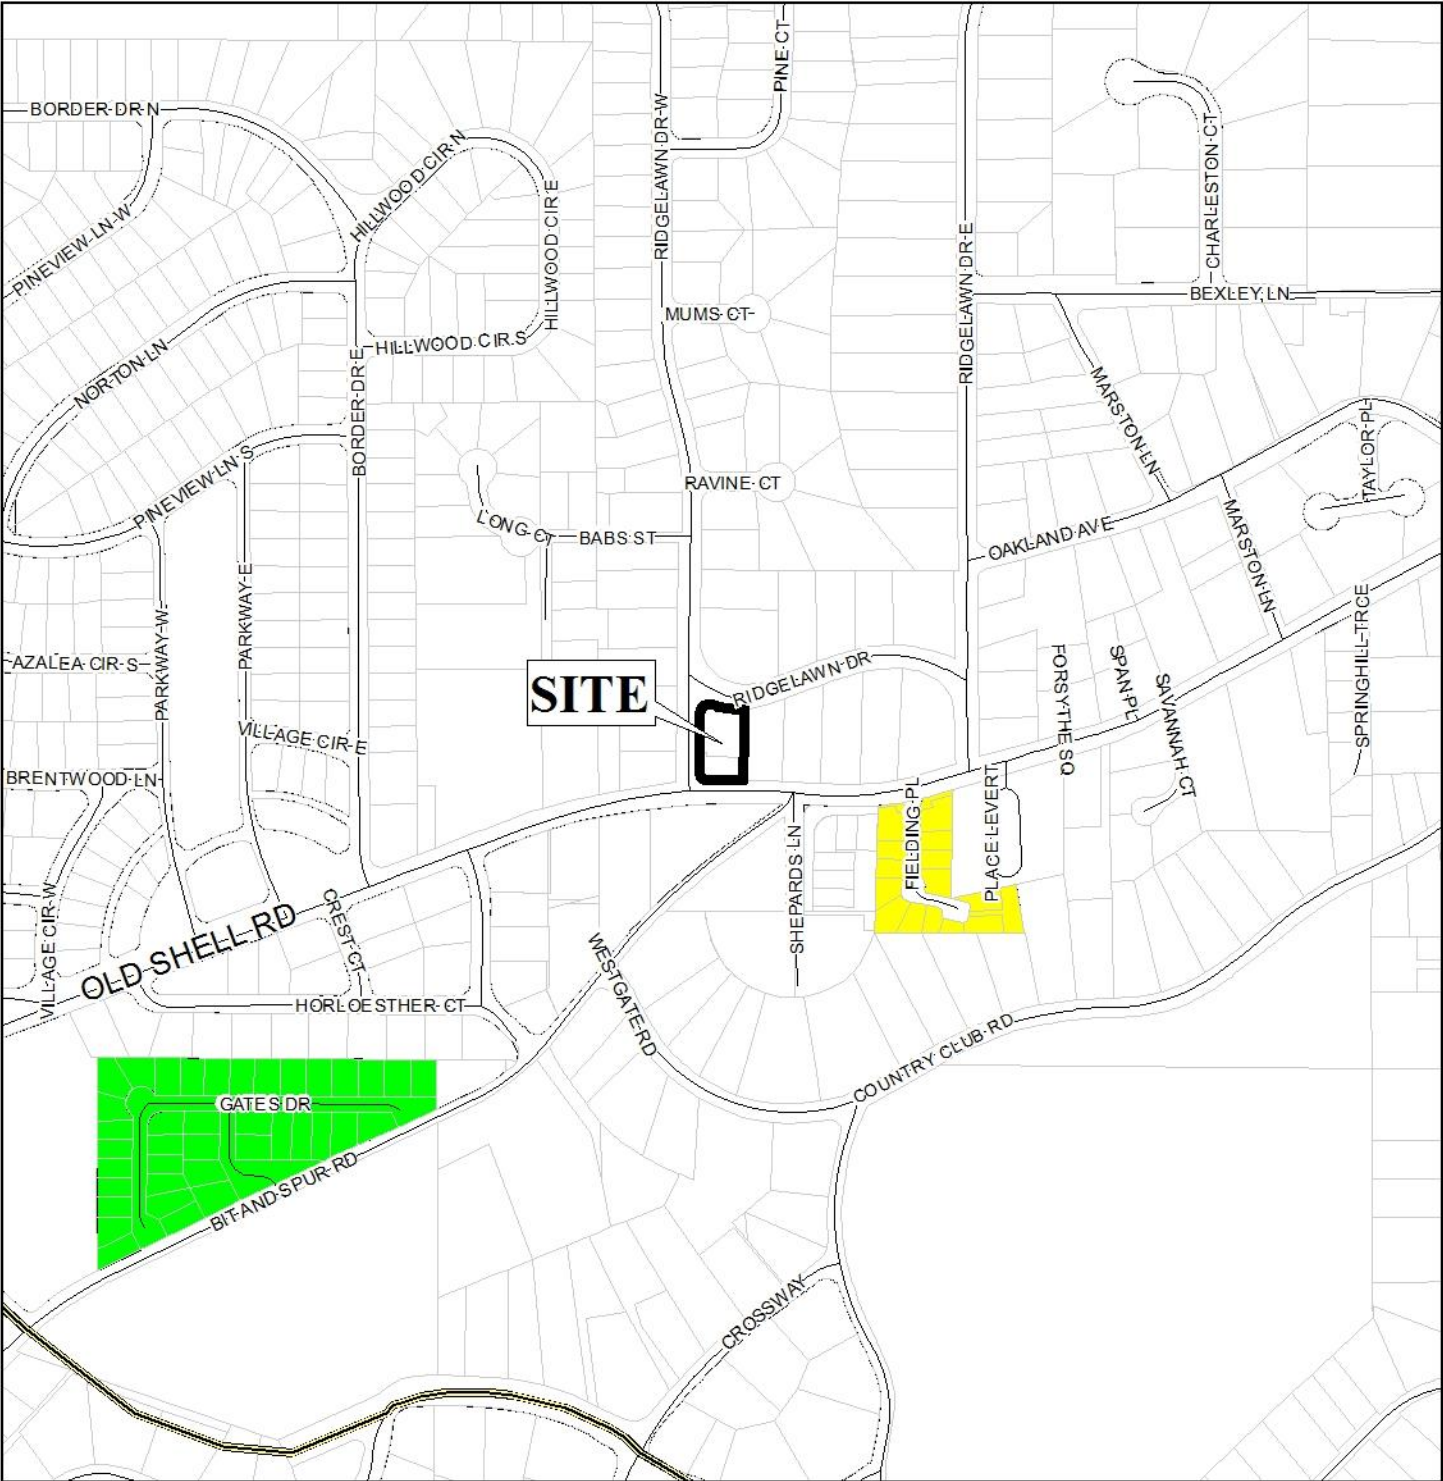 PINE CT
BORDER DR N
RIDGELAWN DR W
HILLWOOD CIR N
CHARLESTON CT
HILLWOOD CIR E
PINEVIEW LN W
RIDGELAWN DR E
BEXLEY LN
MUMS CT
HILLWOOD CIR S
NORTON LN
BORDER DR E
MARSTON LN
TAYLOR PL
PINEVIEW LN S
RAVINE CT
LONG CT
BABS ST
OAKLAND AVE
MARSTON LN
PARKWAY E
PARKWAY W
AZALEA CIR S
SPRINGHILL TRCE
FORSYTHE SQ
SPAN PL
SAVANNAH CT
RIDGELAWN DR
SITE
VILLAGE CIR E
BRENTWOOD LN
FIELDING PL
PLACE LEVERT
SHEPARDS LN
VILLAGE CIR W
CREST CT
OLD SHELL RD
WESTGATE RD
HORLOESTHER CT
COUNTRY CLUB RD
GATES DR
BIT AND SPUR RD
CROSSWAY